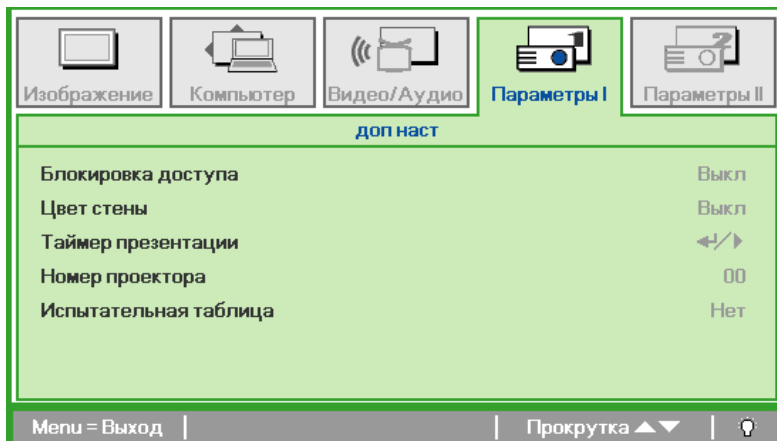 Изображение
Компьютер
Видео/Аудио
Параметры I
Параметры II
доп наст
Блокировка доступа Выкл
Цвет стены Выкл
Таймер презентации
Номер проектора 00
Испытательная таблица Нет
Menu = Выход Прокрутка